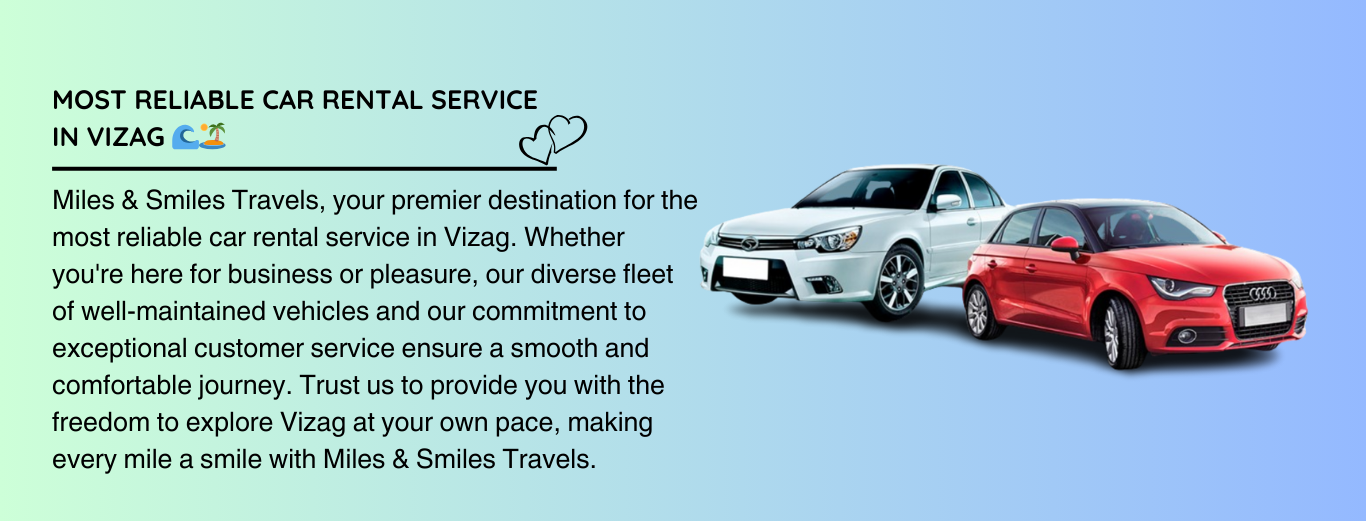 MOST RELIABLE CAR RENTAL SERVICE
IN VIZAG 🌊🏝️
Miles & Smiles Travels, your premier destination for the
most reliable car rental service in Vizag. Whether
you're here for business or pleasure, our diverse fleet
of well-maintained vehicles and our commitment to
exceptional customer service ensure a smooth and
comfortable journey. Trust us to provide you with the
freedom to explore Vizag at your own pace, making
every mile a smile with Miles & Smiles Travels.